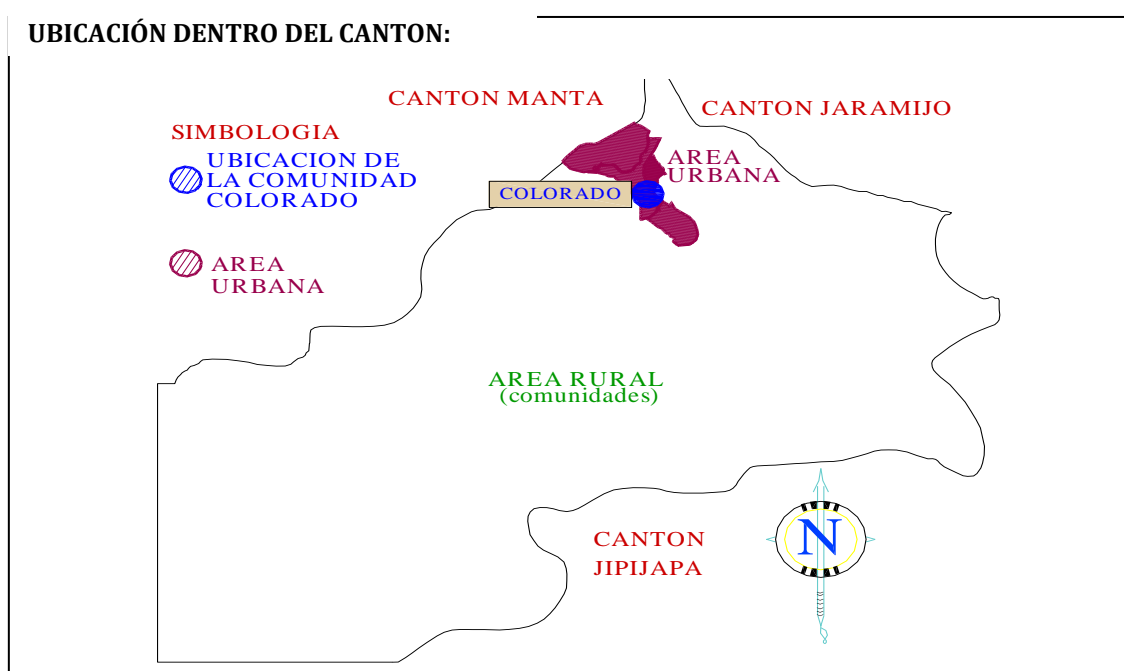 UBICACIÓN DENTRO DEL CANTON:
CANTON MANTA
CANTON JARAMIJO
SIMBOLOGIA
UBICACION DE
LA COMUNIDAD
COLORADO
AREA
URBANA
COLORADO
AREA
URBANA
AREA RURAL
(comunidades)
CANTON
JIPIJAPA
N